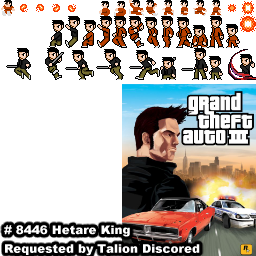 grand
theft
auto III
R
# 8446 Hetare King
Requested by Talion Discored